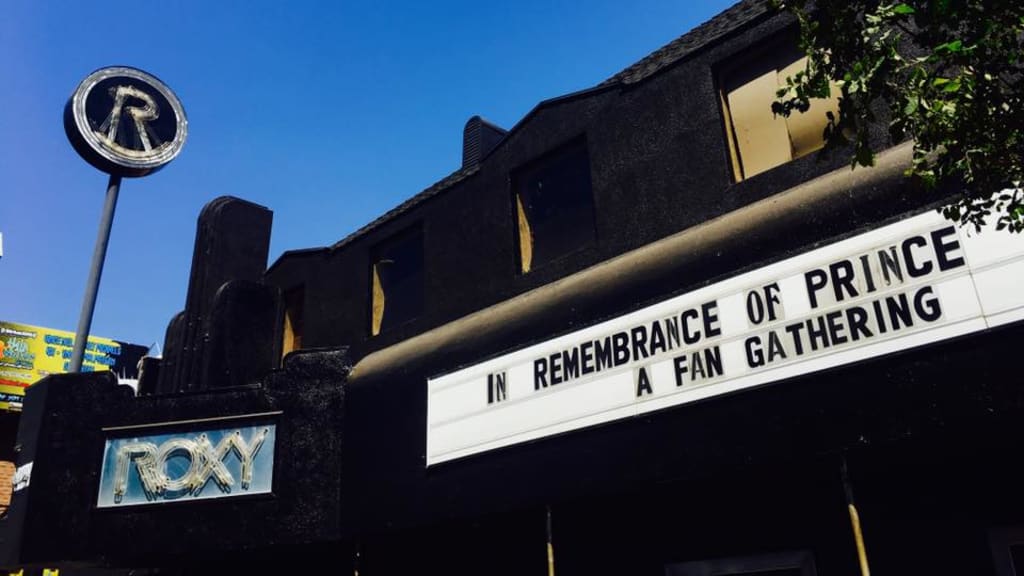 R
ROXY
IN REMEMBRANCE OF PRINCE
A FAN GATHERING